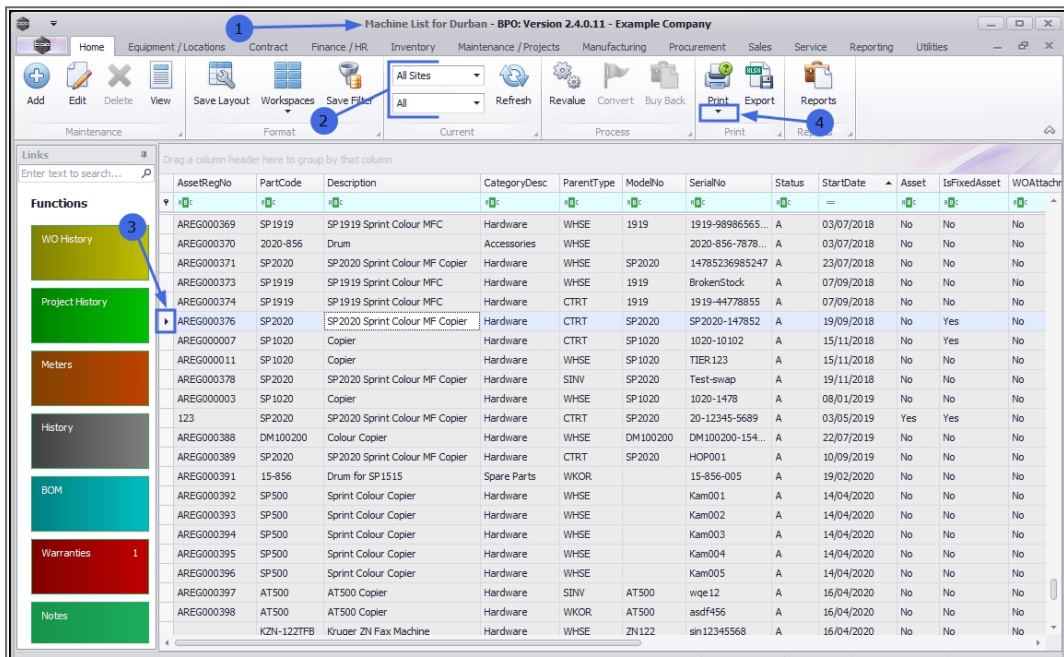 1
Machine List for Durban - BPO: Version 2.4.0.11 - Example Company
Home Equipment / Locations Contract Finance / HR Inventory Maintenance / Projects Manufacturing Procurement Sales Service Reporting Utilities
All Sites
Add Edit Delete View Save Layout Workspaces Save Filter All Refresh Revalue Convert Buy Back Print Export Reports
2 4
Maintenance Format Current Process Print Reports
Links
Drag a column header here to group by that column
Enter text to search...
AssetRegNo PartCode Description CategoryDesc ParentType ModelNo SerialNo Status StartDate Asset IsFixedAsset WOAttachm
Functions
=
3
WO History
AREG000369 SP1919 SP1919 Sprint Colour MFC Hardware WHSE 1919 1919-98986565... A 03/07/2018 No No No
AREG000370 2020-856 Drum Accessories WHSE 2020-856-7878... A 03/07/2018 No No No
AREG000371 SP2020 SP2020 Sprint Colour MF Copier Hardware WHSE SP2020 14785236985247 A 23/07/2018 No No No
AREG000373 SP1919 SP1919 Sprint Colour MFC Hardware WHSE 1919 BrokenStock A 07/09/2018 No No No
Project History
AREG000374 SP1919 SP1919 Sprint Colour MFC Hardware CTRT 1919 1919-44778855 A 07/09/2018 No No No
AREG000376 SP2020 SP2020 Sprint Colour MF Copier Hardware CTRT SP2020 SP2020-147852 A 19/09/2018 No Yes No
AREG000007 SP1020 Copier Hardware CTRT SP1020 1020-10102 A 15/11/2018 No Yes No
Meters
AREG000011 SP1020 Copier Hardware WHSE SP1020 TIER123 A 15/11/2018 No No No
AREG000378 SP2020 SP2020 Sprint Colour MF Copier Hardware SINV SP2020 Test-swap A 19/11/2018 No No No
AREG000003 SP1020 Copier Hardware WHSE SP1020 1020-1478 A 08/01/2019 No No No
History
123 SP2020 SP2020 Sprint Colour MF Copier Hardware CTRT SP2020 20-12345-5689 A 03/05/2019 Yes Yes No
AREG000388 DM100200 Colour Copier Hardware WHSE DM100200 DM100200-154... A 22/07/2019 No No No
AREG000389 SP2020 SP2020 Sprint Colour MF Copier Hardware CTRT SP2020 HOP001 A 10/09/2019 No No No
AREG000391 15-856 Drum for SP1515 Spare Parts WKOR 15-856-005 A 19/02/2020 No No No
BOM
AREG000392 SP500 Sprint Colour Copier Hardware WHSE Kam001 A 14/04/2020 No No No
AREG000393 SP500 Sprint Colour Copier Hardware WHSE Kam002 A 14/04/2020 No No No
AREG000394 SP500 Sprint Colour Copier Hardware WHSE Kam003 A 14/04/2020 No No No
Warranties 1
AREG000395 SP500 Sprint Colour Copier Hardware WHSE Kam004 A 14/04/2020 No No No
AREG000396 SP500 Sprint Colour Copier Hardware WHSE Kam005 A 14/04/2020 No No No
AREG000397 AT500 AT500 Copier Hardware SINV AT500 wqe12 A 16/04/2020 No No No
Notes
AREG000398 AT500 AT500 Copier Hardware WKOR AT500 asdf456 A 16/04/2020 No No No
KZN-122TFB Kruger ZN Fax Machine Hardware WHSE ZN122 sin12345568 A 16/04/2020 No No No